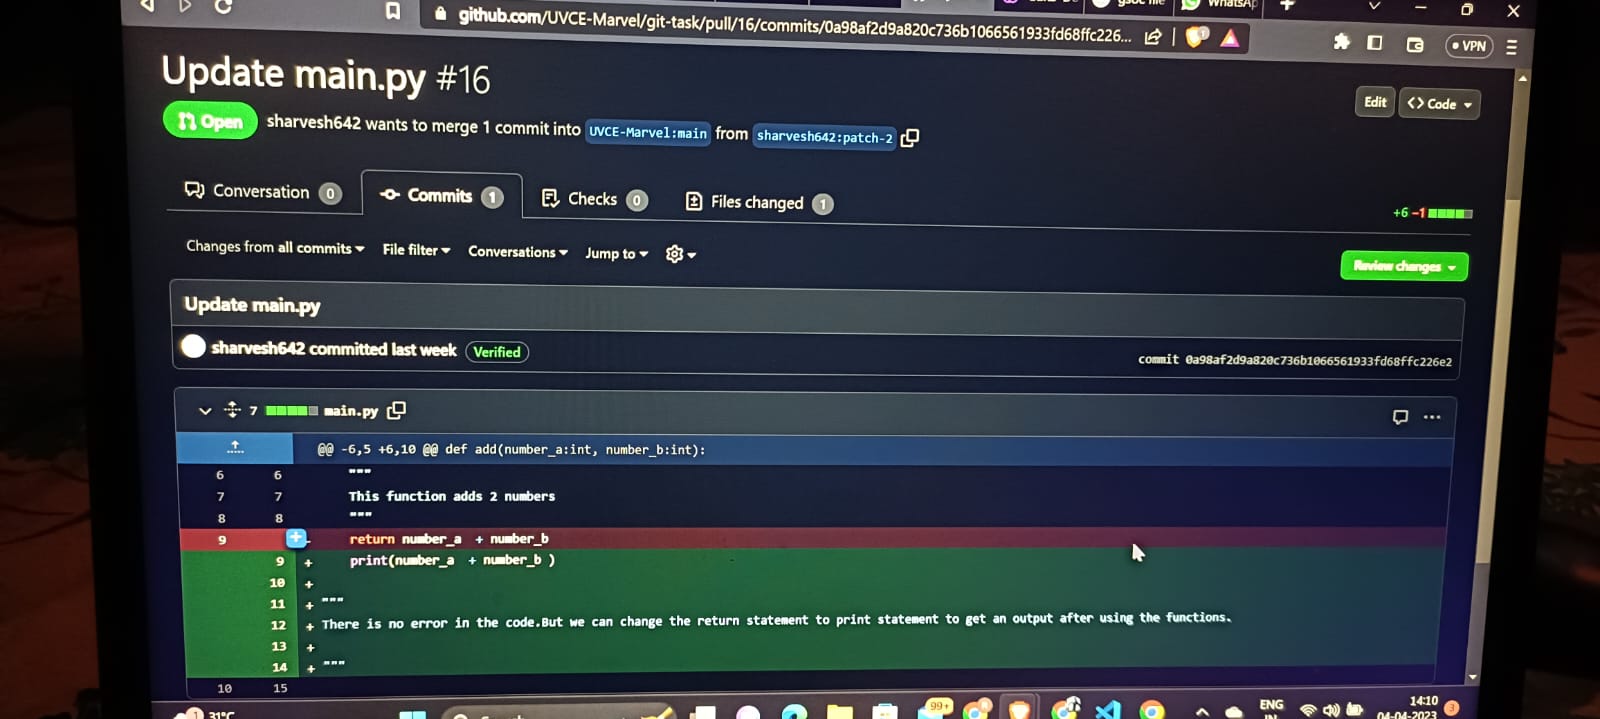 github.com/UVCE-Marvel/git-task/pull/16/commits/0a98af2d9a820c736b1066561933fd68ffc226...
VPN
Update main.py #16
Edit
<> Code
Open
sharvesh642 wants to merge 1 commit into UVCE-Marvel:main from sharvesh642:patch-2
Conversation 0
Commits 1
Checks 0
Files changed 1
+6 −1
Changes from all commits
File filter
Conversations
Jump to
Review changes
Update main.py
sharvesh642 committed last week Verified
commit 0a98af2d9a820c736b1066561933fd68ffc226e2
7 main.py
@@ -6,5 +6,10 @@ def add(number_a:int, number_b:int):
6 6 """
7 7 This function adds 2 numbers
8 8 """
9 - return number_a + number_b
9 + print(number_a + number_b )
10 +
11 + """
12 + There is no error in the code.But we can change the return statement to print statement to get an output after using the functions.
13 +
14 + """
10 15
31°C
99+
ENG
IN
14:10
04-04-2023
3